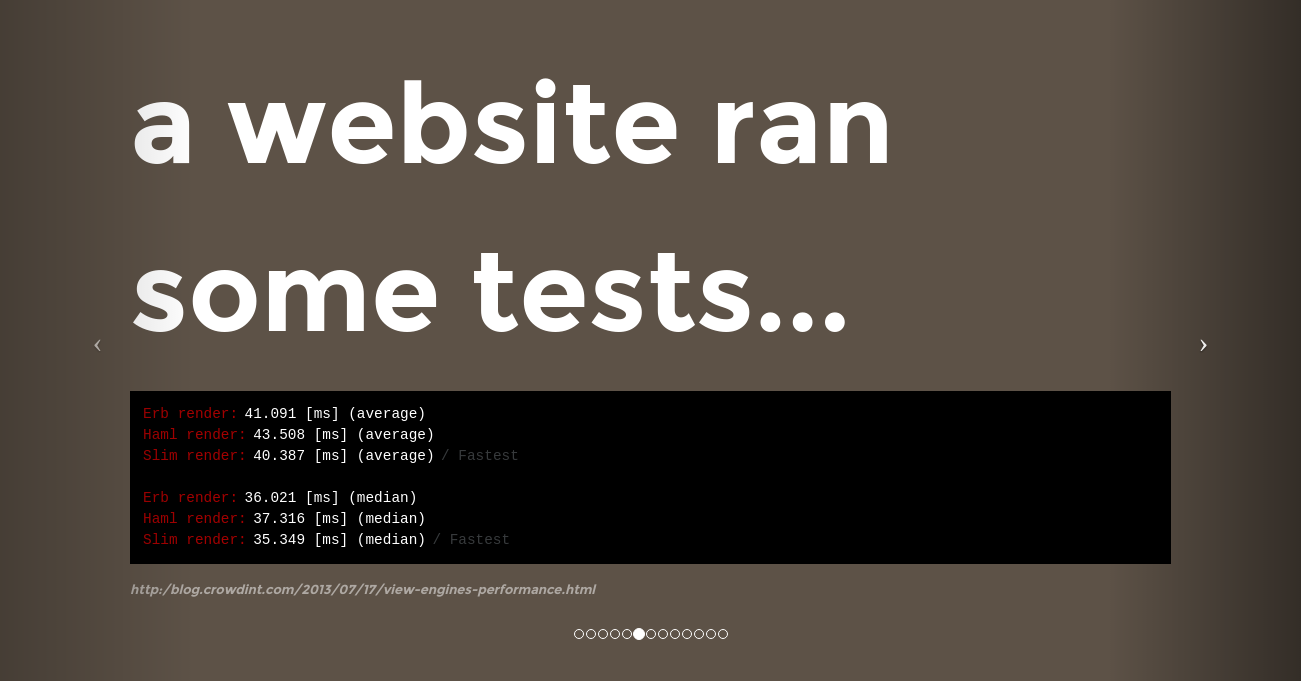 a website ran
some tests...
Erb render: 41.091 [ms] (average)
Haml render: 43.508 [ms] (average)
Slim render: 40.387 [ms] (average) / Fastest
Erb render: 36.021 [ms] (median)
Haml render: 37.316 [ms] (median)
Slim render: 35.349 [ms] (median) / Fastest
http://blog.crowdint.com/2013/07/17/view-engines-performance.html